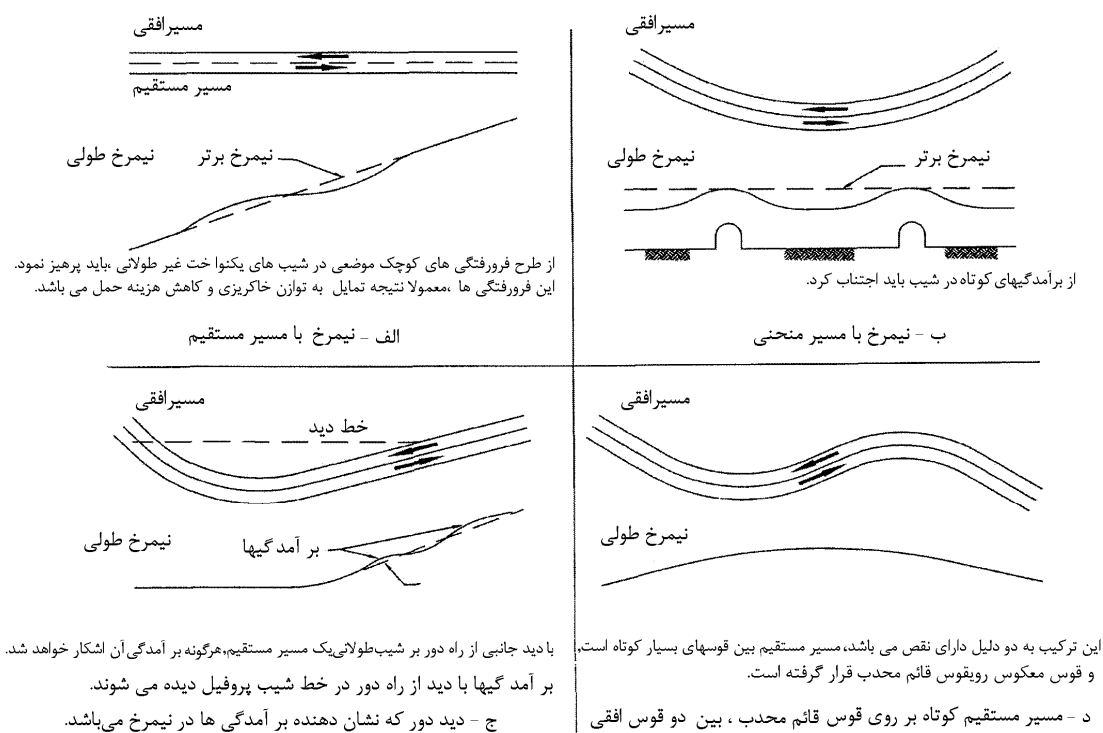 مسیرافقی
نیمرخ طولی
نیمرخ برتر
از برآمدگیهای کوتاه در شیب باید اجتناب کرد.
ب - نیمرخ با مسیر منحنی
مسیرافقی
مسیر مستقیم
نیمرخ طولی
نیمرخ برتر
از طرح فرورفتگی های کوچک موضعی در شیب های یکنوا خت غیر طولانی ،باید پرهیز نمود.
این فرورفتگی ها ،معمولا نتیجه تمایل به توازن خاکریزی و کاهش هزینه حمل می باشد.
الف - نیمرخ با مسیر مستقیم
مسیرافقی
نیمرخ طولی
این ترکیب به دو دلیل دارای نقص می باشد،مسیر مستقیم بین قوسهای بسیار کوتاه است,
و قوس معکوس رویقوس قائم محدب قرار گرفته است.
د - مسیر مستقیم کوتاه بر روی قوس قائم محدب ، بین دو قوس افقی
مسیرافقی
خط دید
نیمرخ طولی
بر آمدگیها
با دید جانبی از راه دور بر شیب‌طولانی‌یک مسیر مستقیم,هرگونه بر آمدگی‌آن اشکار خواهد شد.
بر آمد گیها با دید از راه دور در خط شیب پروفیل دیده می شوند.
ج - دید دور که نشان دهنده بر آمدگی ها در نیمرخ می‌باشد.